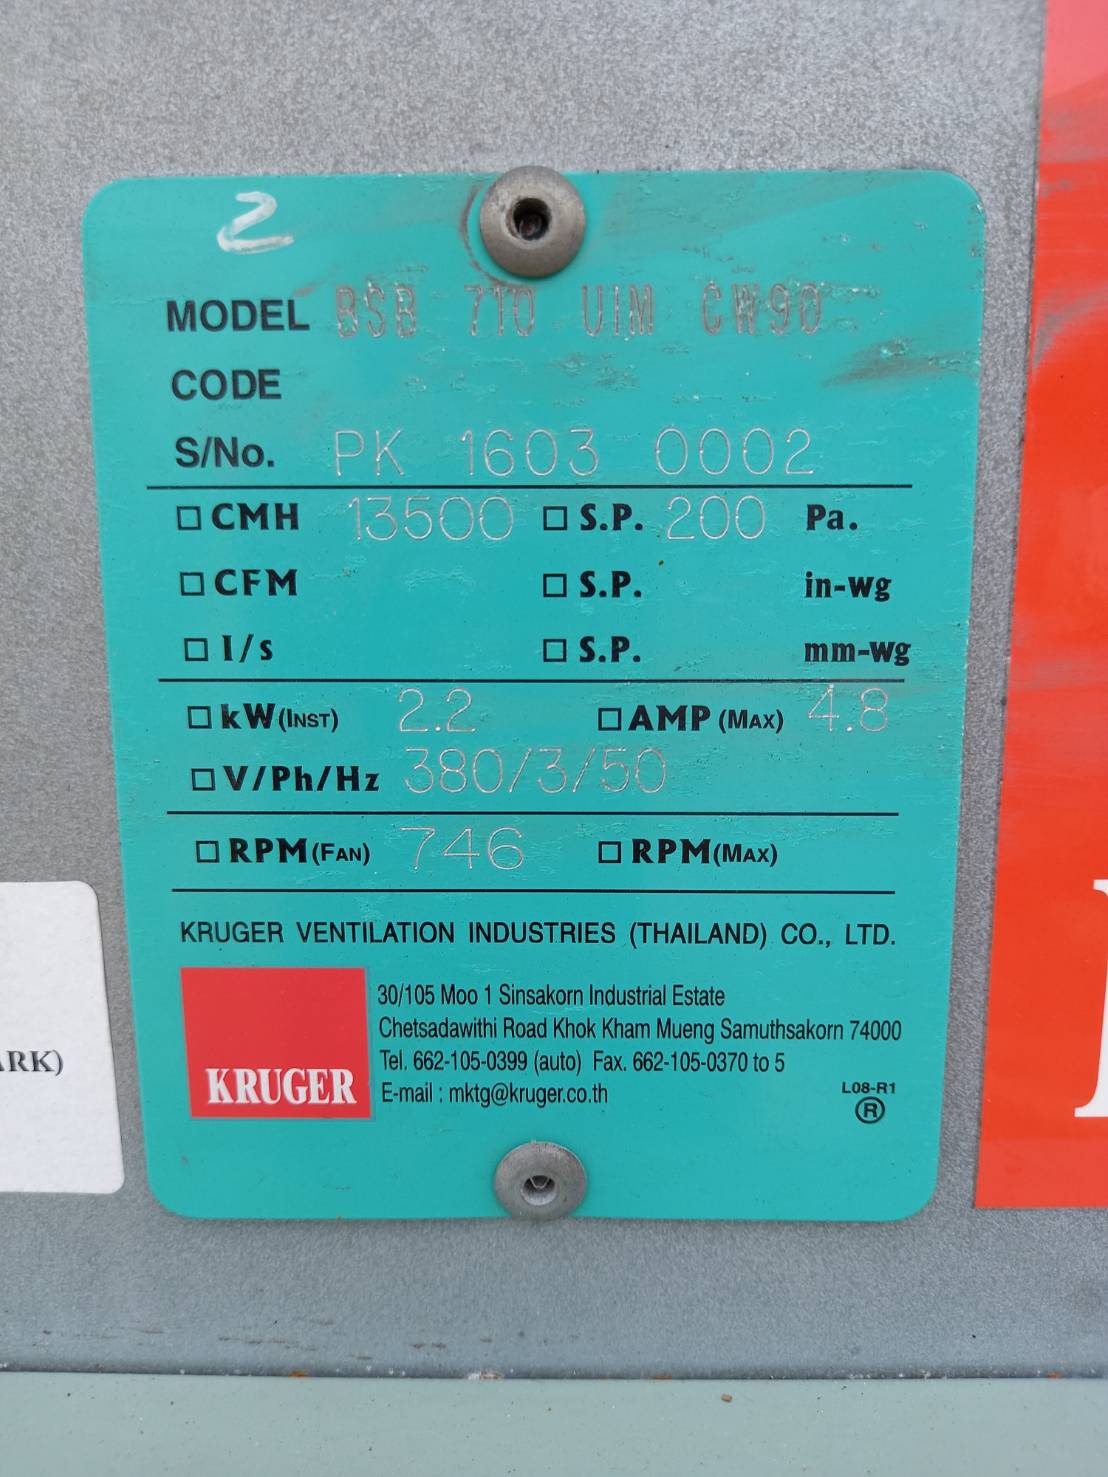 2
MODEL BSB 710 UIM CW90
CODE
S/No. PK 1603 0002
CMH 13500 S.P. 200 Pa.
CFM S.P. in-wg
l/s S.P. mm-wg
kW (INST) 2.2 AMP (MAX) 4.8
V/Ph/Hz 380/3/50
RPM (FAN) 746 RPM (MAX)
KRUGER VENTILATION INDUSTRIES (THAILAND) CO., LTD.
30/105 Moo 1 Sinsakorn Industrial Estate
Chetsadawithi Road Khok Kham Mueng Samuthsakorn 74000
Tel. 662-105-0399 (auto) Fax. 662-105-0370 to 5
E-mail : mktg@kruger.co.th
KRUGER
L08-R1
®
ARK)